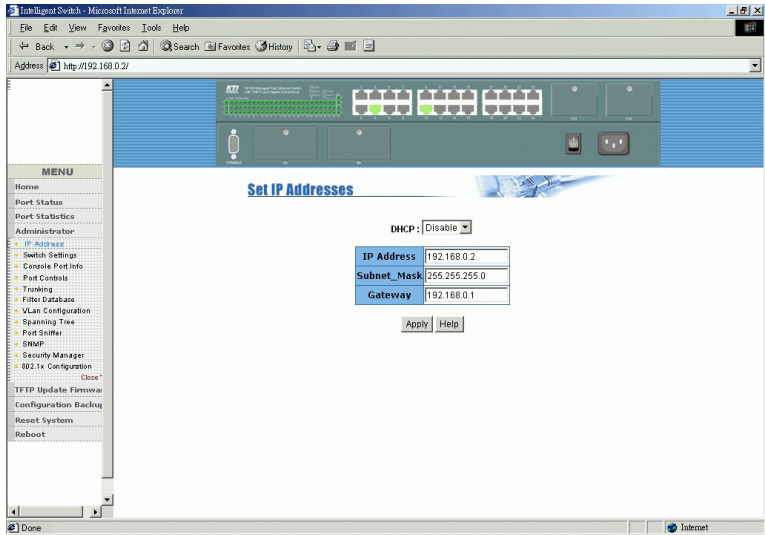 Intelligent Switch - Microsoft Internet Explorer
File Edit View Favorites Tools Help
Back Search Favorites History
Address http://192.168.0.2/
MENU
Home
Port Status
Port Statistics
Administrator
IP Address
Switch Settings
Console Port Info
Port Controls
Trunking
Filter Database
VLan Configuration
Spanning Tree
Port Sniffer
SNMP
Security Manager
802.1x Configuration
Close
TFTP Update Firmwa
Configuration Backup
Reset System
Reboot
CONSOLE
Set IP Addresses
DHCP : Disable
IP Address 192.168.0.2
Subnet_Mask 255.255.255.0
Gateway 192.168.0.1
Apply Help
Done Internet